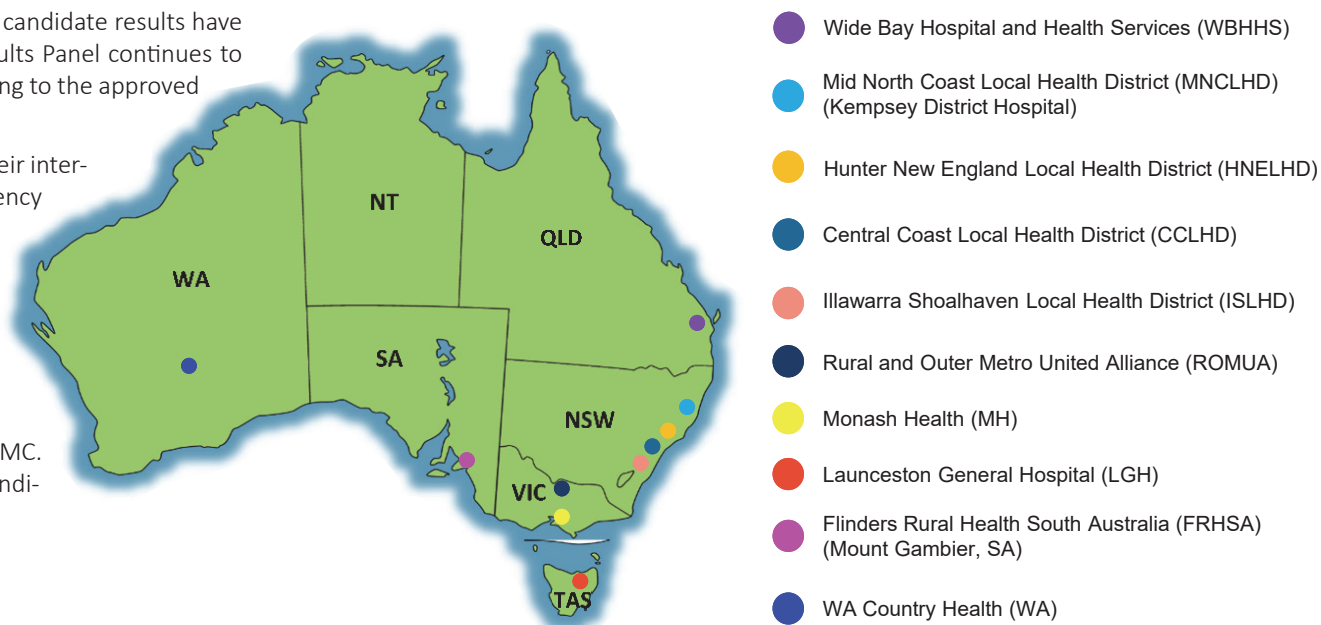 candidate results have
ults Panel continues to
ng to the approved
eir inter-
ency
MC.
ndi-
WA
NT
QLD
SA
NSW
VIC
TAS
Wide Bay Hospital and Health Services (WBHHS)
Mid North Coast Local Health District (MNCLHD)
(Kempsey District Hospital)
Hunter New England Local Health District (HNELHD)
Central Coast Local Health District (CCLHD)
Illawarra Shoalhaven Local Health District (ISLHD)
Rural and Outer Metro United Alliance (ROMUA)
Monash Health (MH)
Launceston General Hospital (LGH)
Flinders Rural Health South Australia (FRHSA)
(Mount Gambier, SA)
WA Country Health (WA)